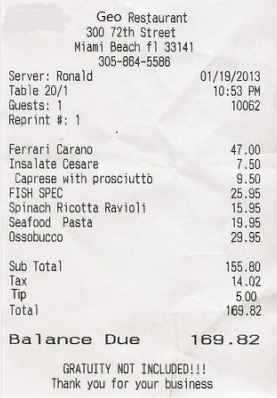 Geo Restaurant
300 72th Street
Miami Beach fl 33141
305-864-5586
Server: Ronald 01/19/2013
Table 20/1 10:53 PM
Guests: 1 10062
Reprint #: 1
Ferrari Carano 47.00
Insalate Cesare 7.50
Caprese with prosciutto 9.50
FISH SPEC 25.95
Spinach Ricotta Ravioli 15.95
Seafood Pasta 19.95
Ossobucco 29.95
Sub Total 155.80
Tax 14.02
Tip 5.00
Total 169.82
Balance Due 169.82
GRATUITY NOT INCLUDED!!!
Thank you for your business